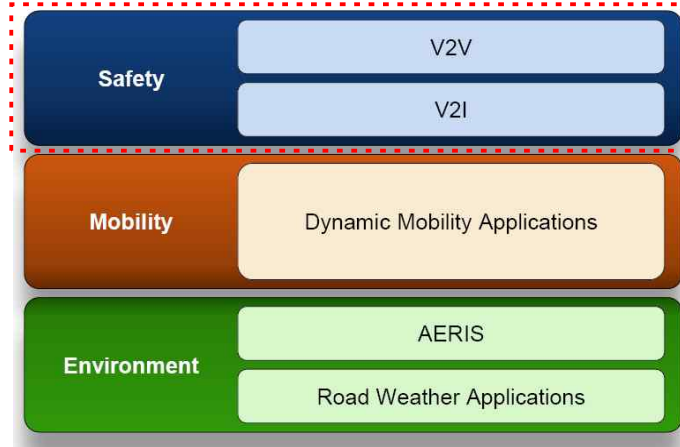 Safety
V2V
V2I
Mobility
Dynamic Mobility Applications
Environment
AERIS
Road Weather Applications